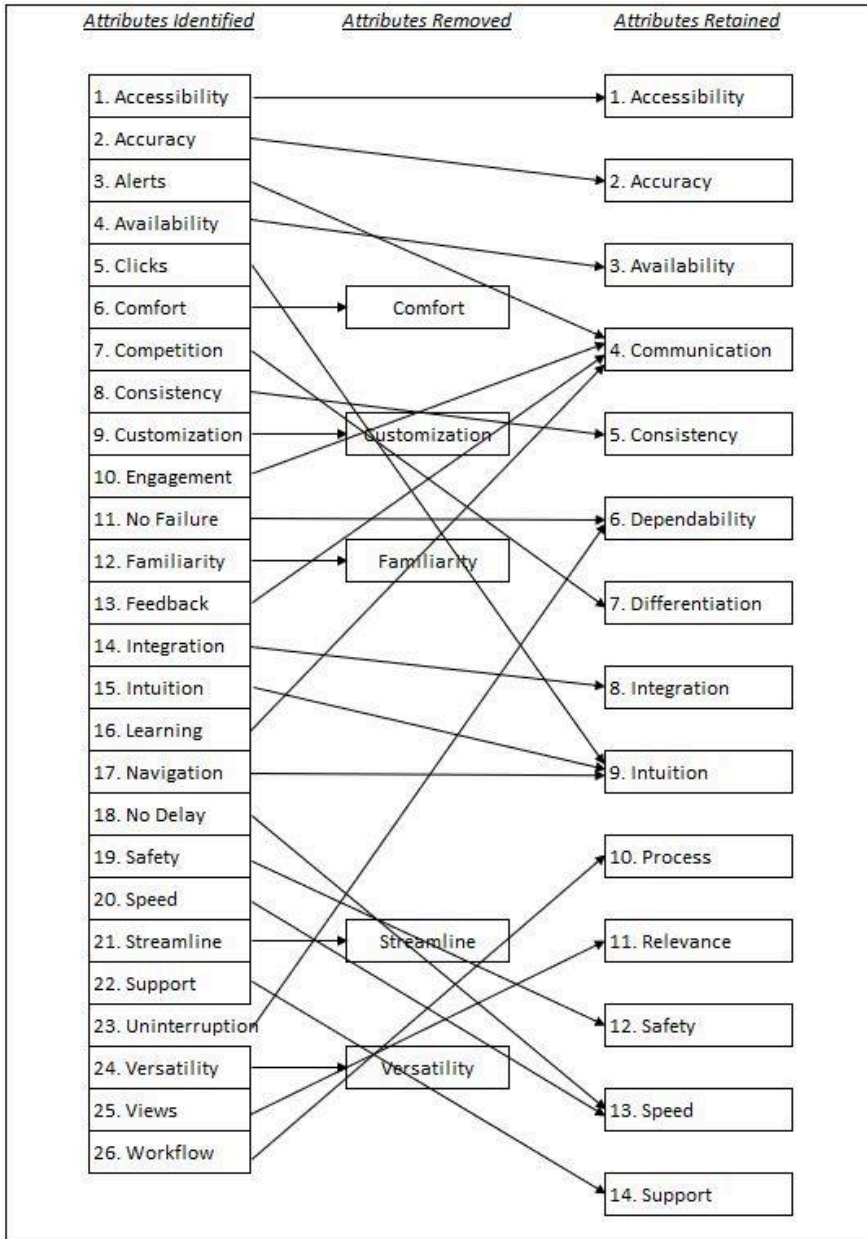 Attributes Identified
Attributes Removed
Attributes Retained
1. Accessibility
2. Accuracy
3. Alerts
4. Availability
5. Clicks
6. Comfort
7. Competition
8. Consistency
9. Customization
10. Engagement
11. No Failure
12. Familiarity
13. Feedback
14. Integration
15. Intuition
16. Learning
17. Navigation
18. No Delay
19. Safety
20. Speed
21. Streamline
22. Support
23. Uninterruption
24. Versatility
25. Views
26. Workflow
Comfort
Customization
Familiarity
Streamline
Versatility
1. Accessibility
2. Accuracy
3. Availability
4. Communication
5. Consistency
6. Dependability
7. Differentiation
8. Integration
9. Intuition
10. Process
11. Relevance
12. Safety
13. Speed
14. Support